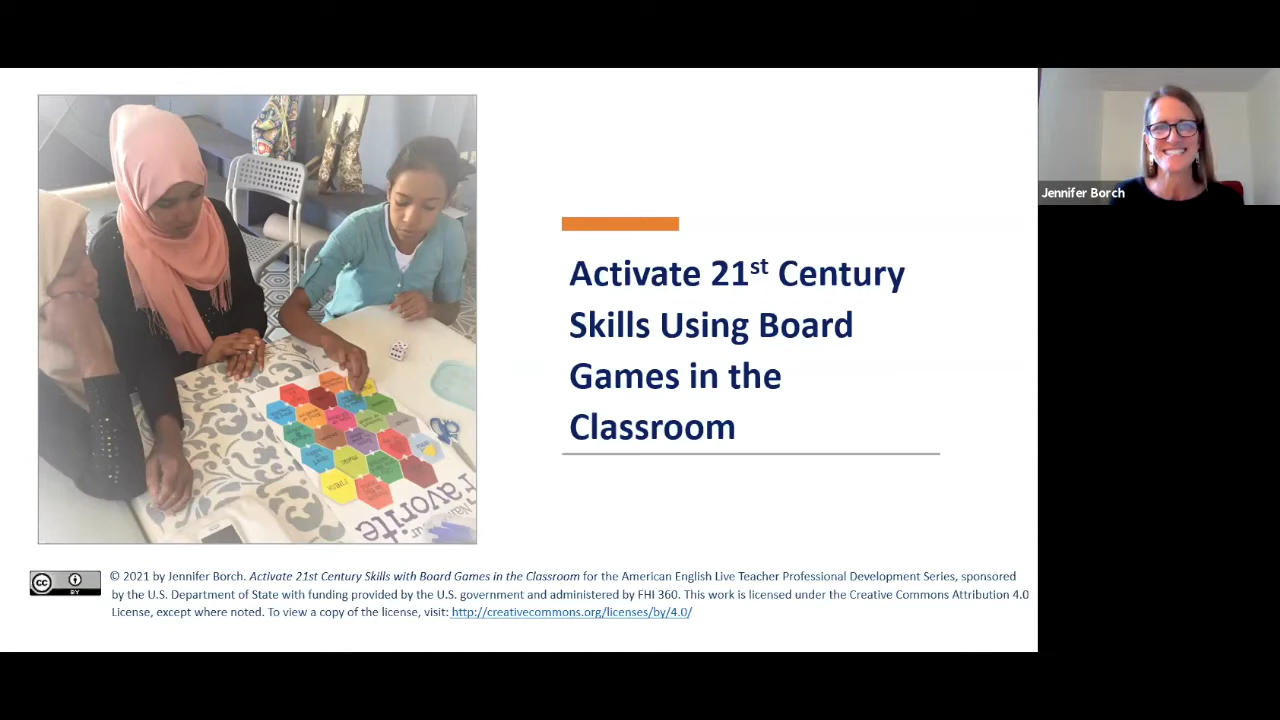 Activate 21st Century
Skills Using Board
Games in the
Classroom
Jennifer Borch
Favorite
cc
BY
© 2021 by Jennifer Borch. Activate 21st Century Skills with Board Games in the Classroom for the American English Live Teacher Professional Development Series, sponsored
by the U.S. Department of State with funding provided by the U.S. government and administered by FHI 360. This work is licensed under the Creative Commons Attribution 4.0
License, except where noted. To view a copy of the license, visit: http://creativecommons.org/licenses/by/4.0/